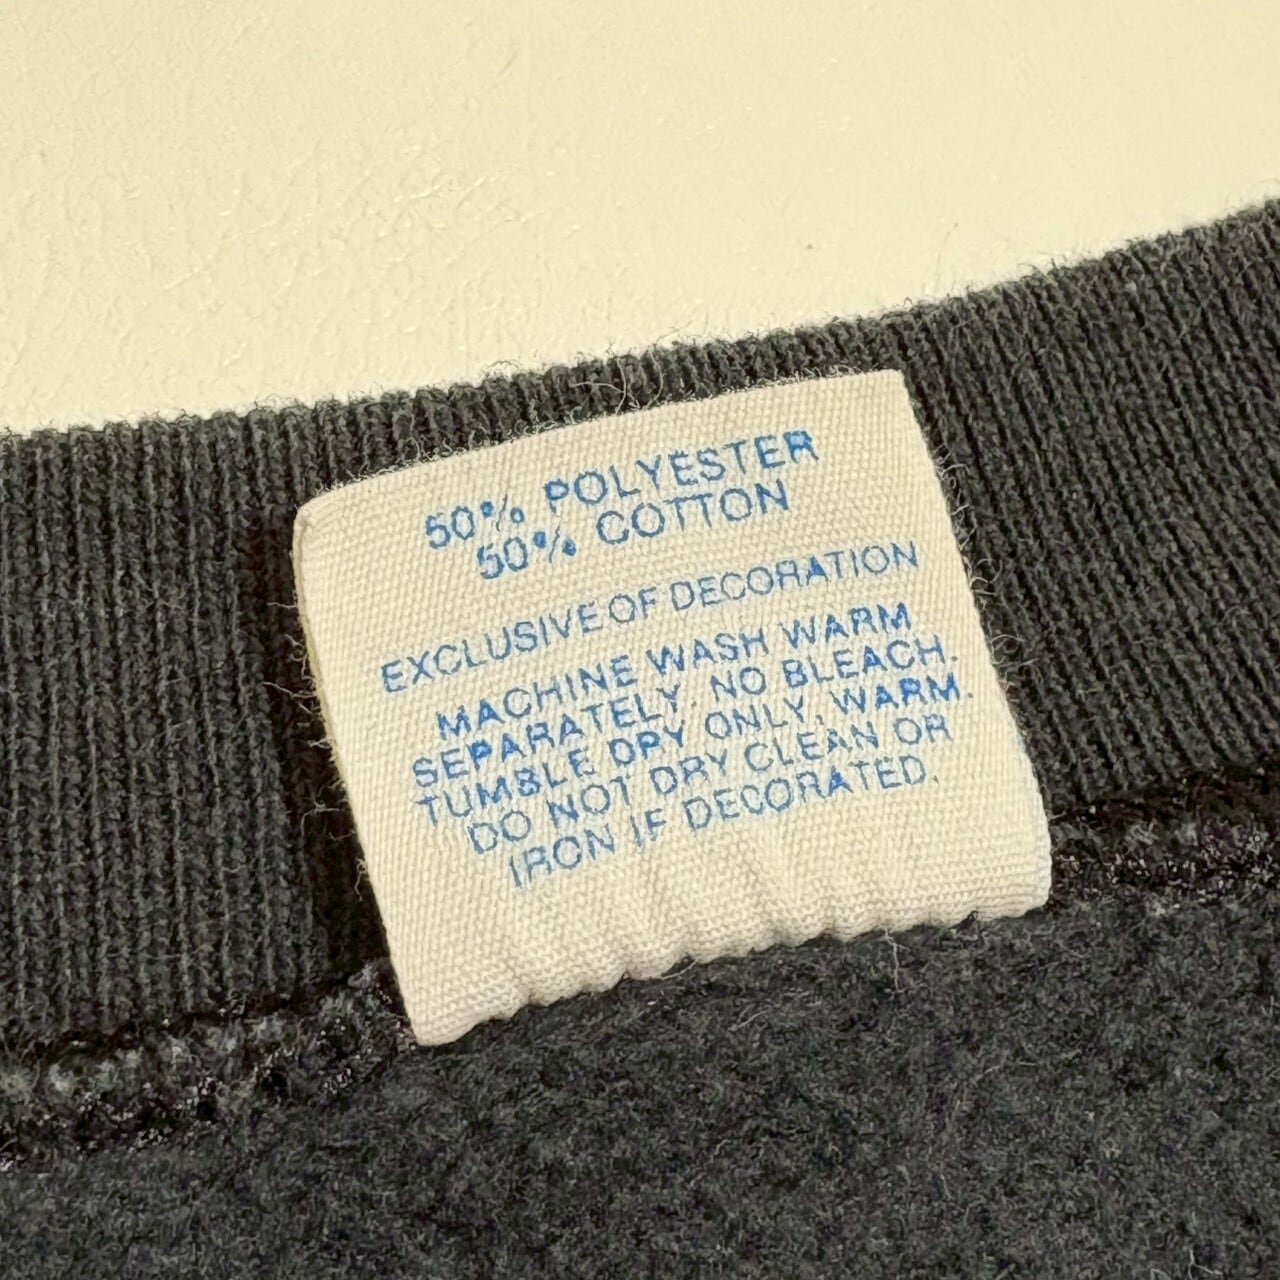 50% POLYESTER
50% COTTON
EXCLUSIVE OF DECORATION
MACHINE WASH WARM
SEPARATELY. NO BLEACH.
TUMBLE DRY ONLY, WARM.
DO NOT DRY CLEAN OR
IRON IF DECORATED.